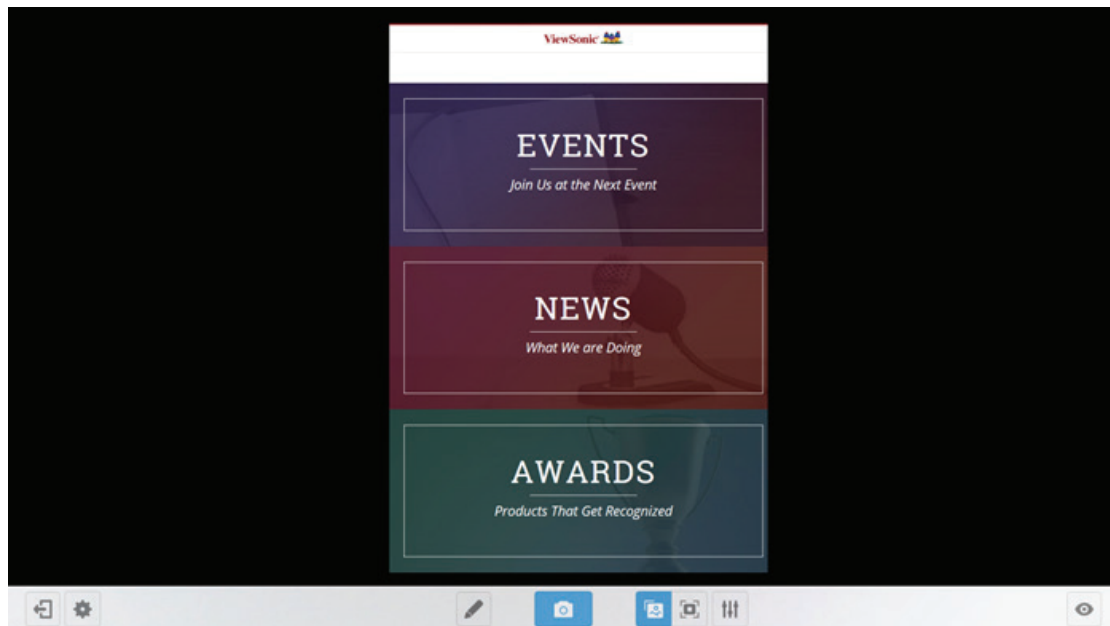 ViewSonic
EVENTS
Join Us at the Next Event
NEWS
What We are Doing
AWARDS
Products That Get Recognized